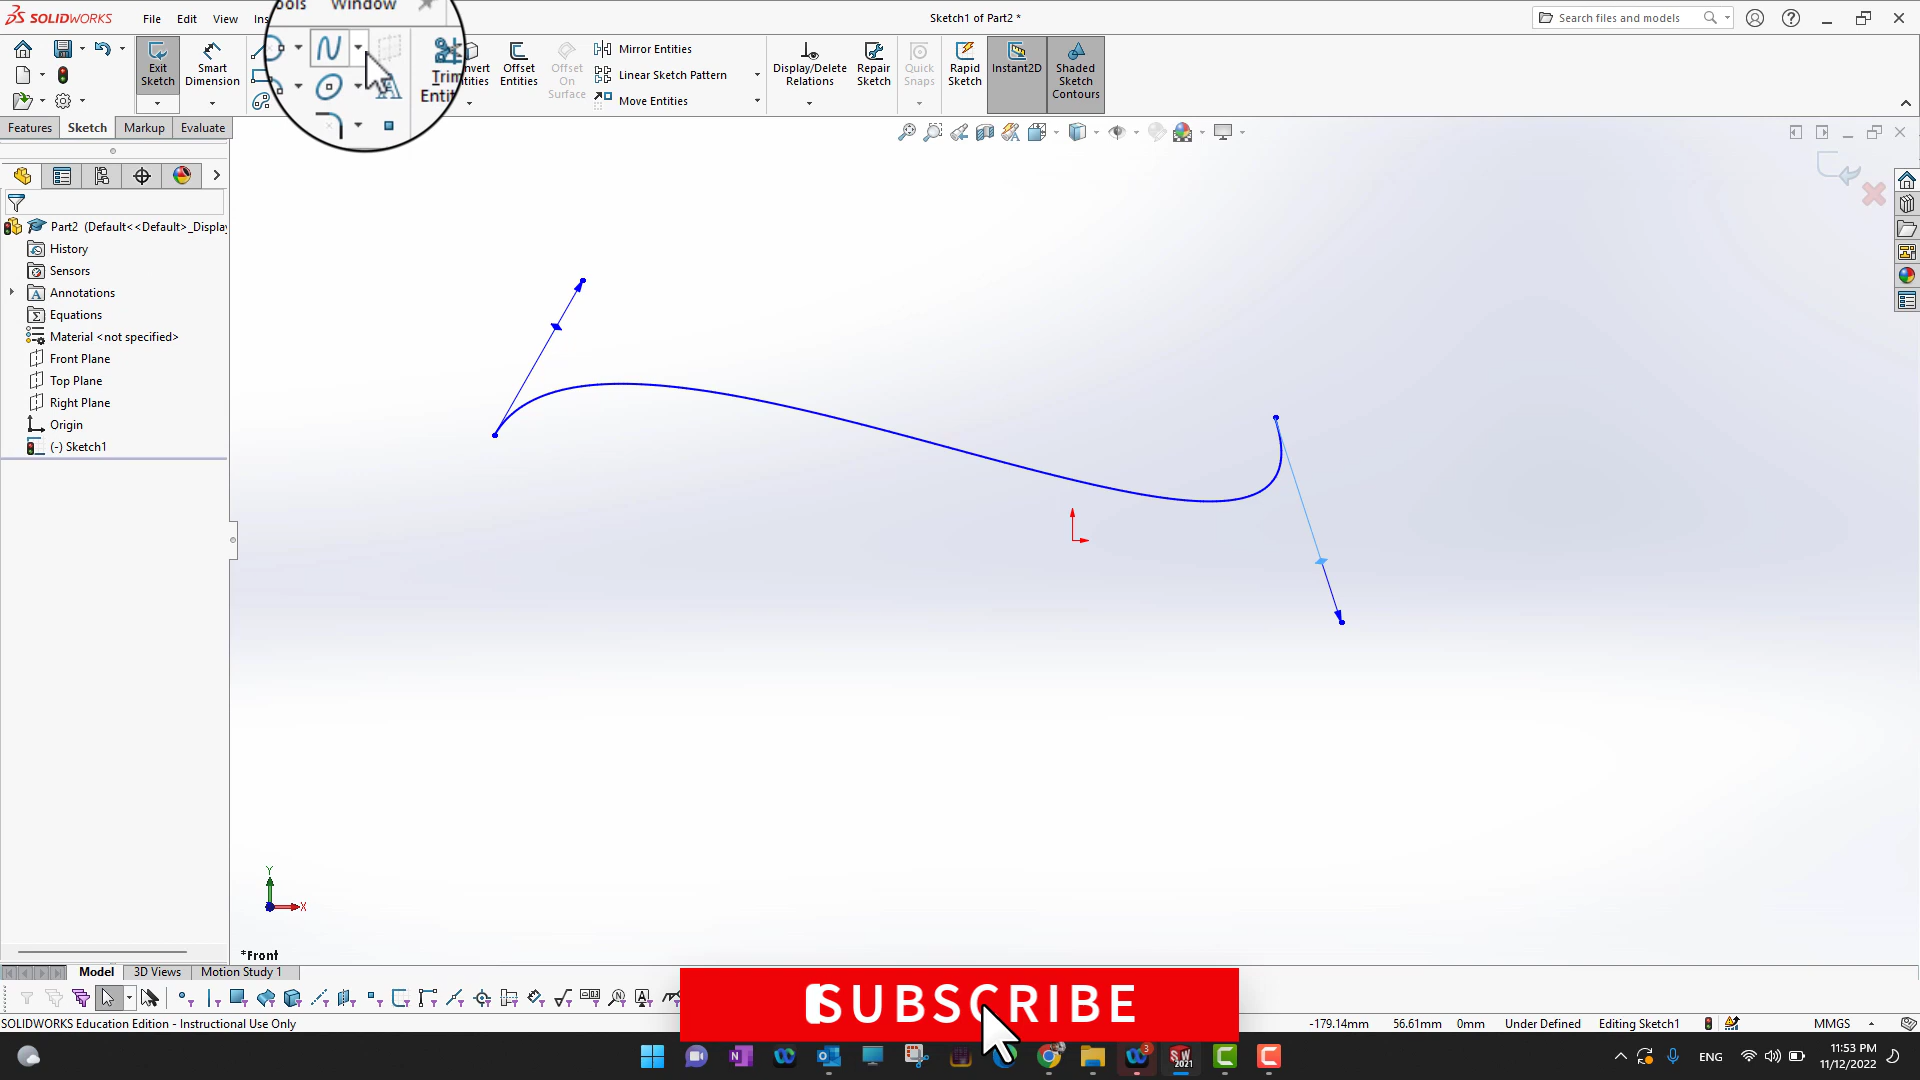 SOLIDWORKS
File
Edit
View
Ins
ools
Window
Sketch1 of Part2 *
Search files and models
Exit
Sketch
Smart
Dimension
Trim
Entit
nvert
ntities
Offset
Entities
Offset
On
Surface
Mirror Entities
Linear Sketch Pattern
Move Entities
Display/Delete
Relations
Repair
Sketch
Quick
Snaps
Rapid
Sketch
Instant2D
Shaded
Sketch
Contours
Features
Sketch
Markup
Evaluate
Part2 (Default<<Default>_Display
History
Sensors
Annotations
Equations
Material <not specified>
Front Plane
Top Plane
Right Plane
Origin
(-) Sketch1
Y
X
*Front
Model
3D Views
Motion Study 1
SUBSCRIBE
SOLIDWORKS Education Edition - Instructional Use Only
-179.14mm
56.61mm
0mm
Under Defined
Editing Sketch1
MMGS
ENG
11:53 PM
11/12/2022